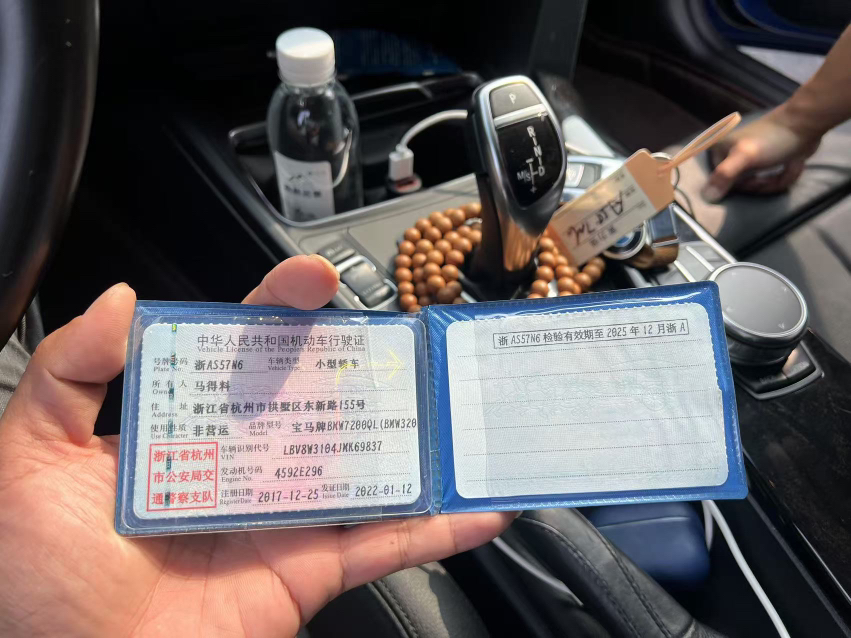 中华人民共和国机动车行驶证
Vehicle License of the People's Republic of China
号牌号码 Plate No. 浙AS57N6 车辆类型 Vehicle Type 小型轿车
所有人 Owner 马得料
住址 Address 浙江省杭州市拱墅区东新路155号
使用性质 Use Character 非营运 品牌型号 Model 宝马牌BMW7200QL(BMW320
浙江省杭州
市公安局交
通警察支队
车辆识别代号 VIN LBV8W3104JMK69837
发动机号码 Engine No. 4592E296
注册日期 Register Date 2017-12-25 发证日期 Issue Date 2022-01-12
浙AS57N6 检验有效期至 2025 年 12 月浙 A
P
R
N
D
M/S
+